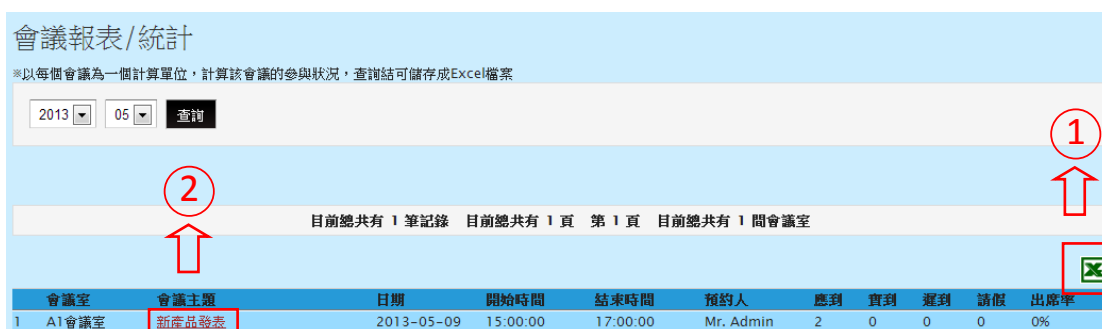 會議報表/統計
※以每個會議為一個計算單位，計算該會議的參與狀況，查詢結可儲存成Excel檔案
2013 05 查詢
1
2
目前總共有 1 筆記錄 目前總共有 1 頁 第 1 頁 目前總共有 1 間會議室
會議室 會議主題 日期 開始時間 結束時間 預約人 應到 實到 遲到 請假 出席率
1 A1會議室 新產品發表 2013-05-09 15:00:00 17:00:00 Mr. Admin 2 0 0 0 0%